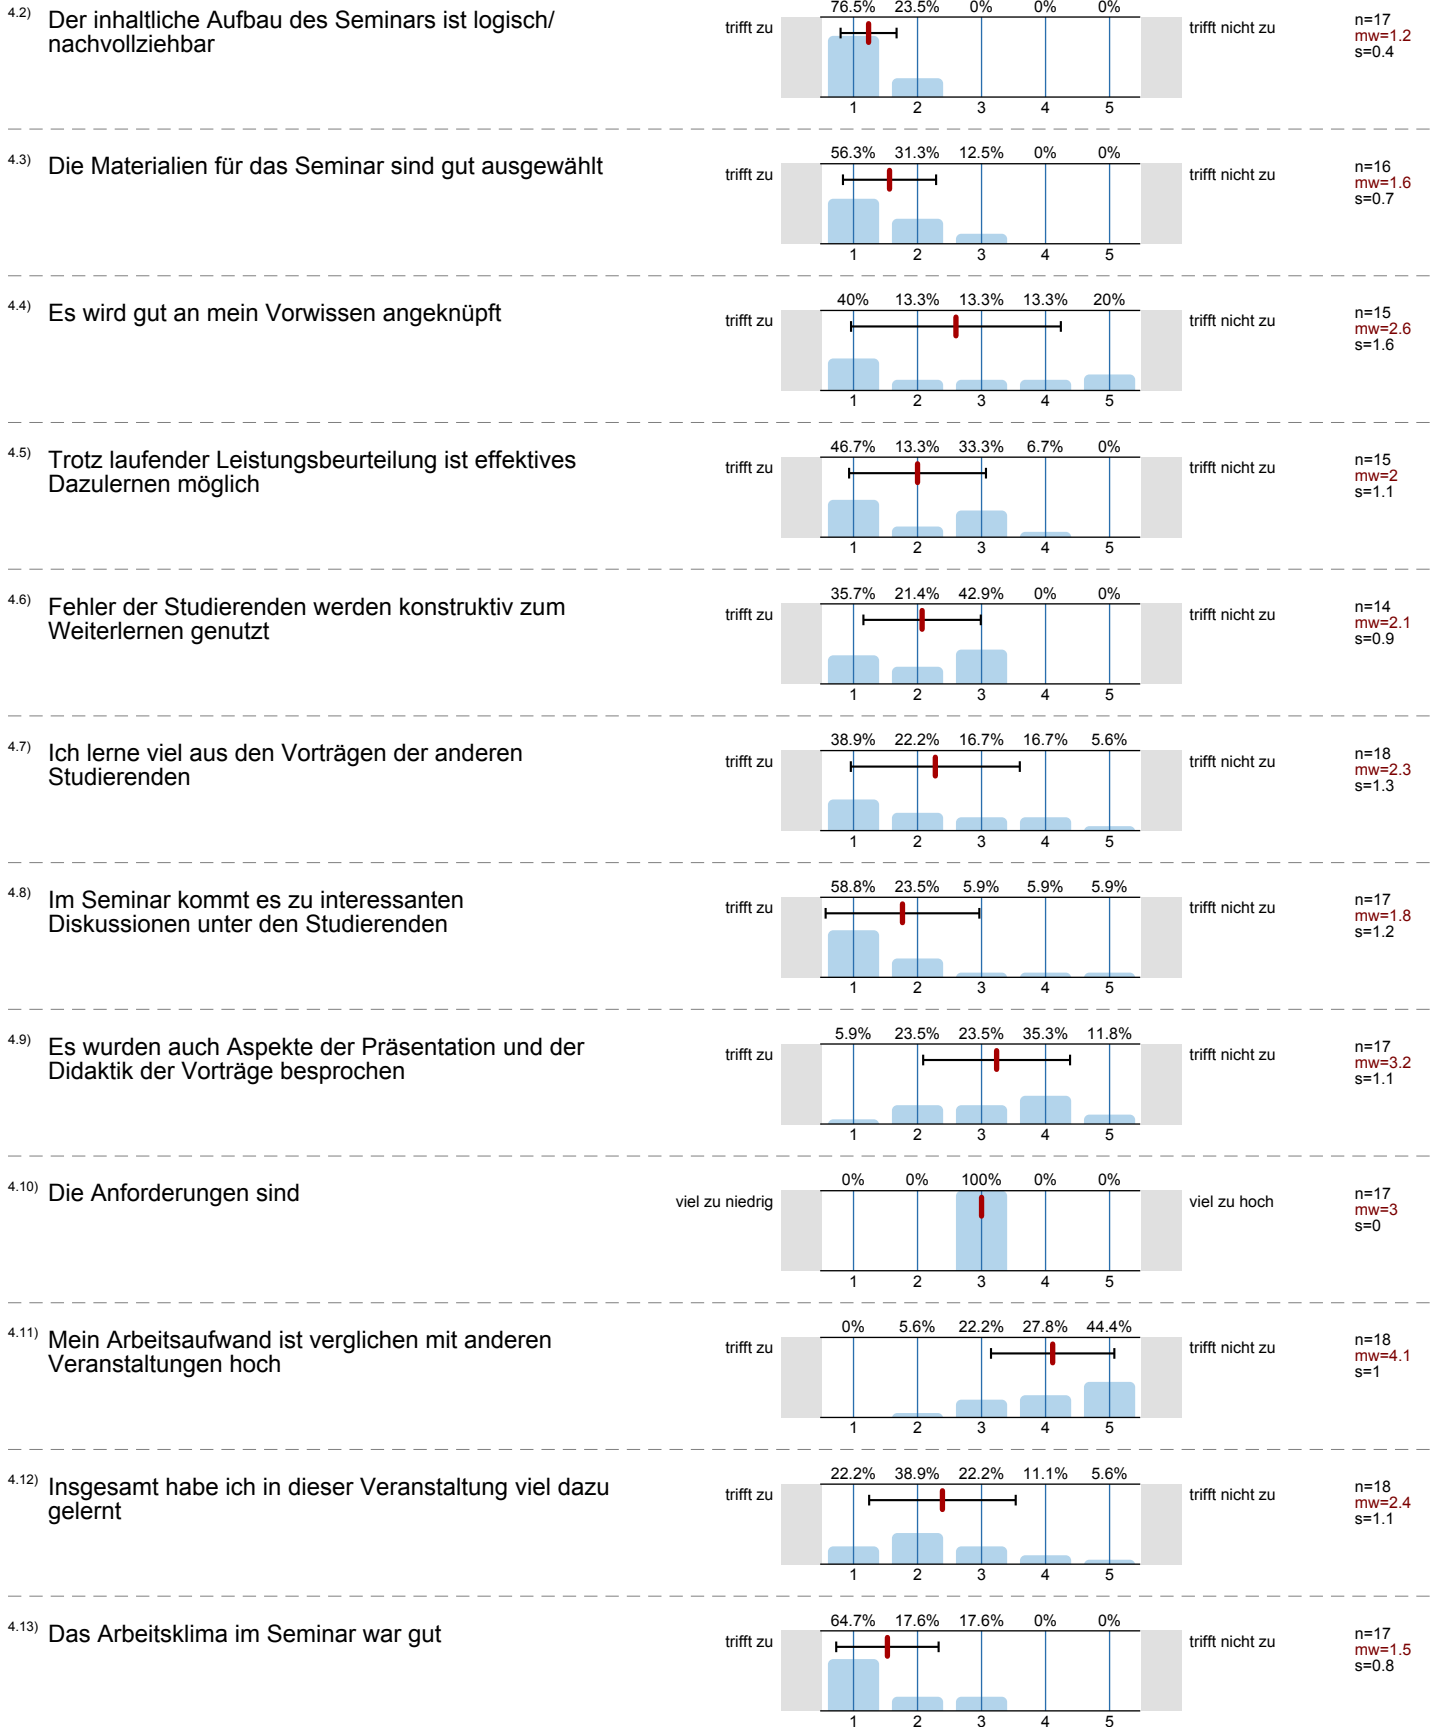 4.2) Der inhaltliche Aufbau des Seminars ist logisch/
nachvollziehbar
trifft zu
76.5% 23.5% 0% 0% 0%
1 2 3 4 5
trifft nicht zu
n=17
mw=1.2
s=0.4
4.3) Die Materialien für das Seminar sind gut ausgewählt
trifft zu
56.3% 31.3% 12.5% 0% 0%
1 2 3 4 5
trifft nicht zu
n=16
mw=1.6
s=0.7
4.4) Es wird gut an mein Vorwissen angeknüpft
trifft zu
40% 13.3% 13.3% 13.3% 20%
1 2 3 4 5
trifft nicht zu
n=15
mw=2.6
s=1.6
4.5) Trotz laufender Leistungsbeurteilung ist effektives
Dazulernen möglich
trifft zu
46.7% 13.3% 33.3% 6.7% 0%
1 2 3 4 5
trifft nicht zu
n=15
mw=2
s=1.1
4.6) Fehler der Studierenden werden konstruktiv zum
Weiterlernen genutzt
trifft zu
35.7% 21.4% 42.9% 0% 0%
1 2 3 4 5
trifft nicht zu
n=14
mw=2.1
s=0.9
4.7) Ich lerne viel aus den Vorträgen der anderen
Studierenden
trifft zu
38.9% 22.2% 16.7% 16.7% 5.6%
1 2 3 4 5
trifft nicht zu
n=18
mw=2.3
s=1.3
4.8) Im Seminar kommt es zu interessanten
Diskussionen unter den Studierenden
trifft zu
58.8% 23.5% 5.9% 5.9% 5.9%
1 2 3 4 5
trifft nicht zu
n=17
mw=1.8
s=1.2
4.9) Es wurden auch Aspekte der Präsentation und der
Didaktik der Vorträge besprochen
trifft zu
5.9% 23.5% 23.5% 35.3% 11.8%
1 2 3 4 5
trifft nicht zu
n=17
mw=3.2
s=1.1
4.10) Die Anforderungen sind
viel zu niedrig
0% 0% 100% 0% 0%
1 2 3 4 5
viel zu hoch
n=17
mw=3
s=0
4.11) Mein Arbeitsaufwand ist verglichen mit anderen
Veranstaltungen hoch
trifft zu
0% 5.6% 22.2% 27.8% 44.4%
1 2 3 4 5
trifft nicht zu
n=18
mw=4.1
s=1
4.12) Insgesamt habe ich in dieser Veranstaltung viel dazu
gelernt
trifft zu
22.2% 38.9% 22.2% 11.1% 5.6%
1 2 3 4 5
trifft nicht zu
n=18
mw=2.4
s=1.1
4.13) Das Arbeitsklima im Seminar war gut
trifft zu
64.7% 17.6% 17.6% 0% 0%
1 2 3 4 5
trifft nicht zu
n=17
mw=1.5
s=0.8